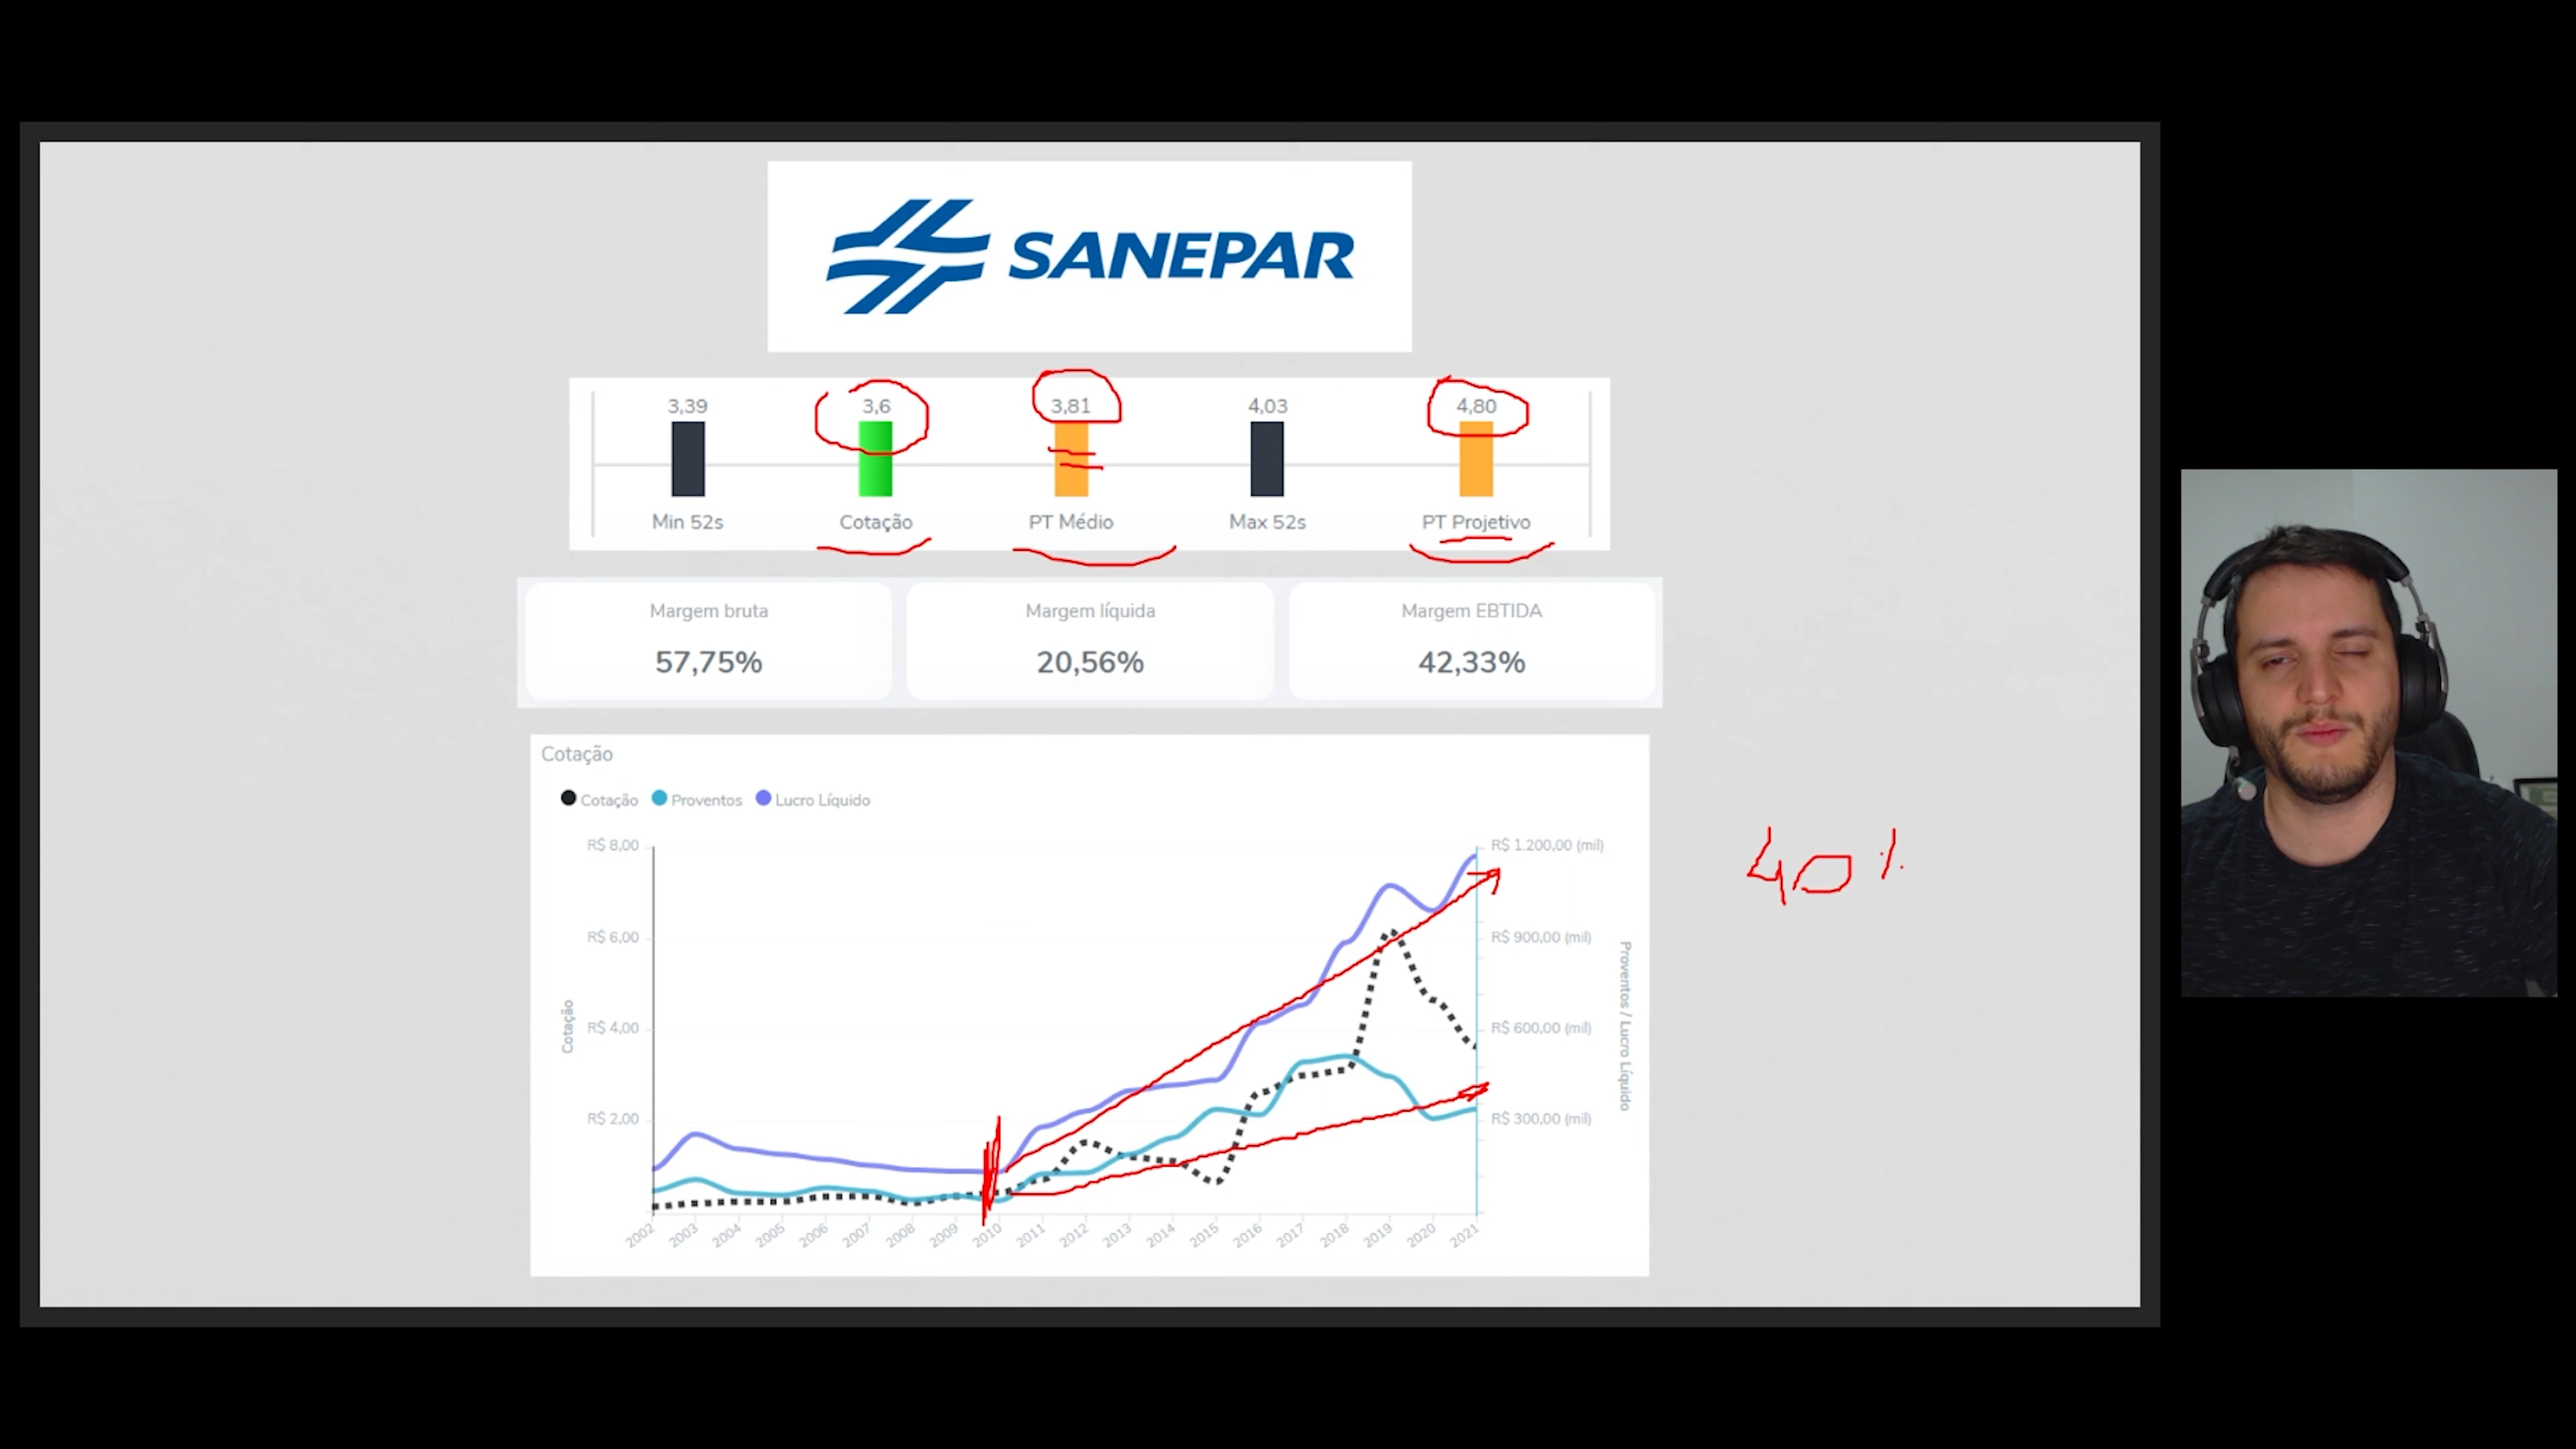 SANEPAR
3,39 3,6 3,81 4,03 4,80
Min 52s Cotação PT Médio Max 52s PT Projetivo
Margem bruta Margem líquida Margem EBTIDA
57,75% 20,56% 42,33%
Cotação
Cotação Proventos Lucro Líquido
R$ 8,00 R$ 1.200,00 (mil)
40%
R$ 6,00 R$ 900,00 (mil)
R$ 4,00 R$ 600,00 (mil)
R$ 2,00 R$ 300,00 (mil)
Cotação
Proventos / Lucro Líquido
2002 2003 2004 2005 2006 2007 2008 2009 2010 2011 2012 2013 2014 2015 2016 2017 2018 2019 2020 2021